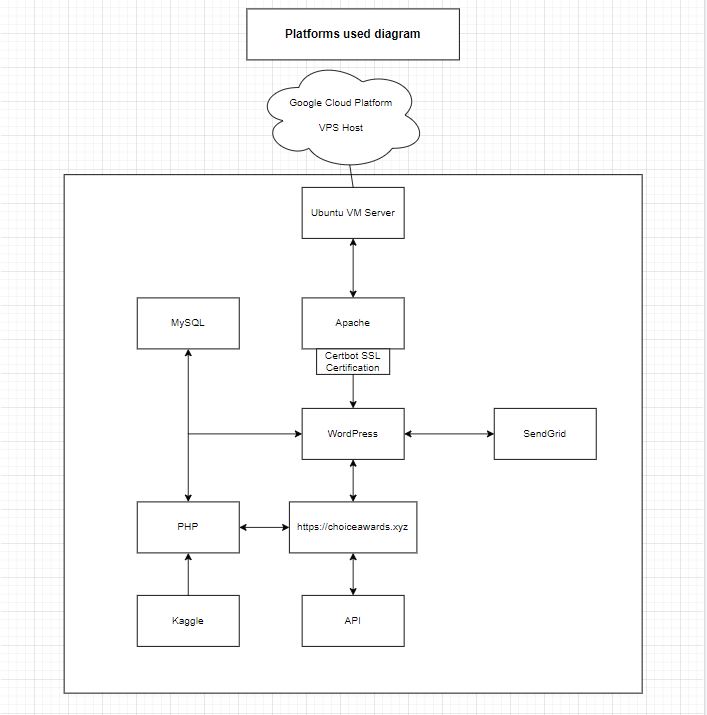 Platforms used diagram
Google Cloud Platform
VPS Host
Ubuntu VM Server
MySQL
Apache
Certbot SSL
Certification
WordPress
SendGrid
PHP
https://choiceawards.xyz
Kaggle
API